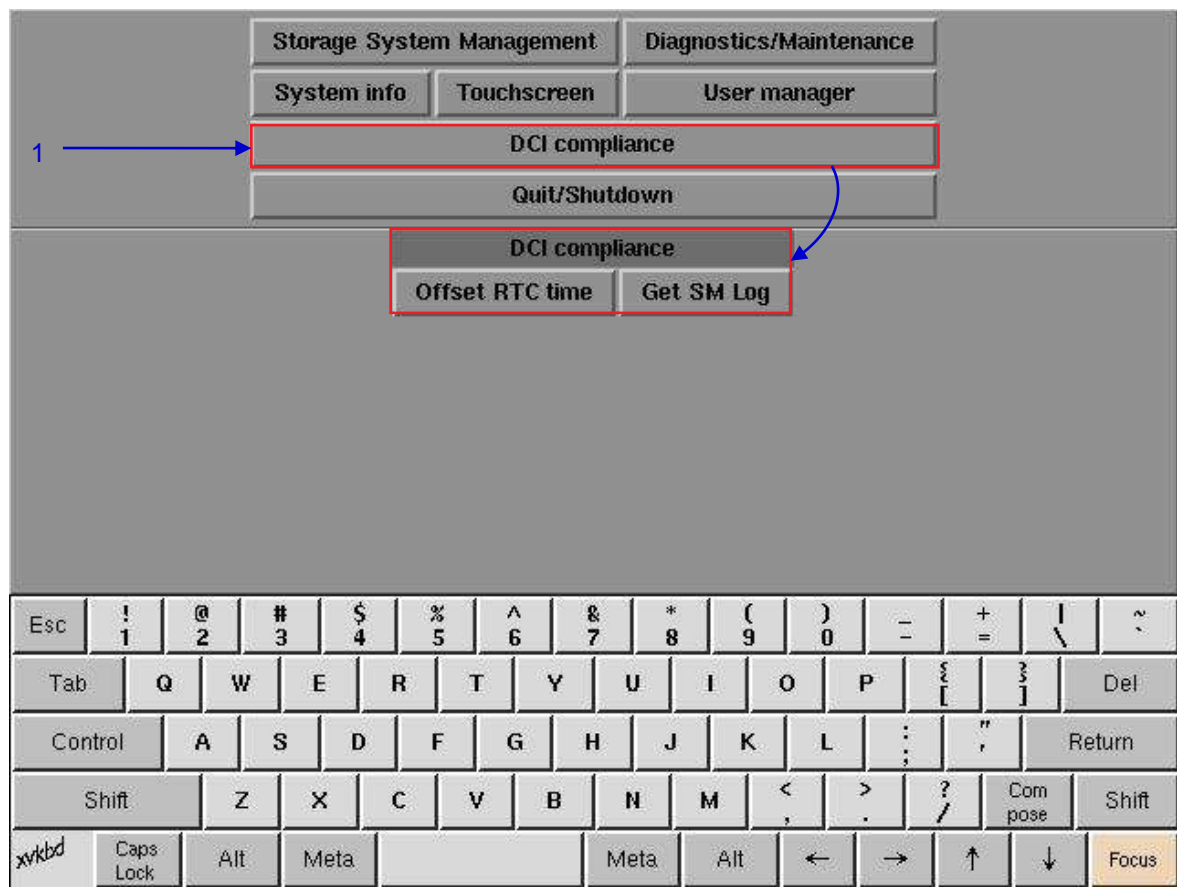 Storage System Management Diagnostics/Maintenance
System info Touchscreen User manager
1 DCI compliance
Quit/Shutdown
DCI compliance
Offset RTC time Get SM Log
Esc ! 1 @ 2 # 3 $ 4 % 5 ^ 6 & 7 * 8 ( 9 ) 0 _ - + = | \ ~ `
Tab Q W E R T Y U I O P { [ } ] Del
Control A S D F G H J K L : ; " ' Return
Shift Z X C V B N M < , > . ? / Com pose Shift
xvkbd Caps Lock Alt Meta Meta Alt ← → ↑ ↓ Focus